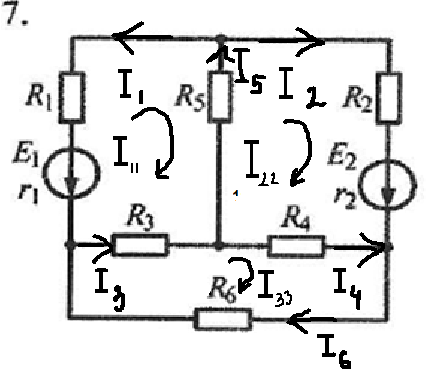 7.
I₁ I₅ I₂
R₁ R₅ R₂
E₁ I₁₁ I₂₂ E₂
r₁ r₂
R₃ R₄
I₃ R₆ I₃₃ I₄
I₆